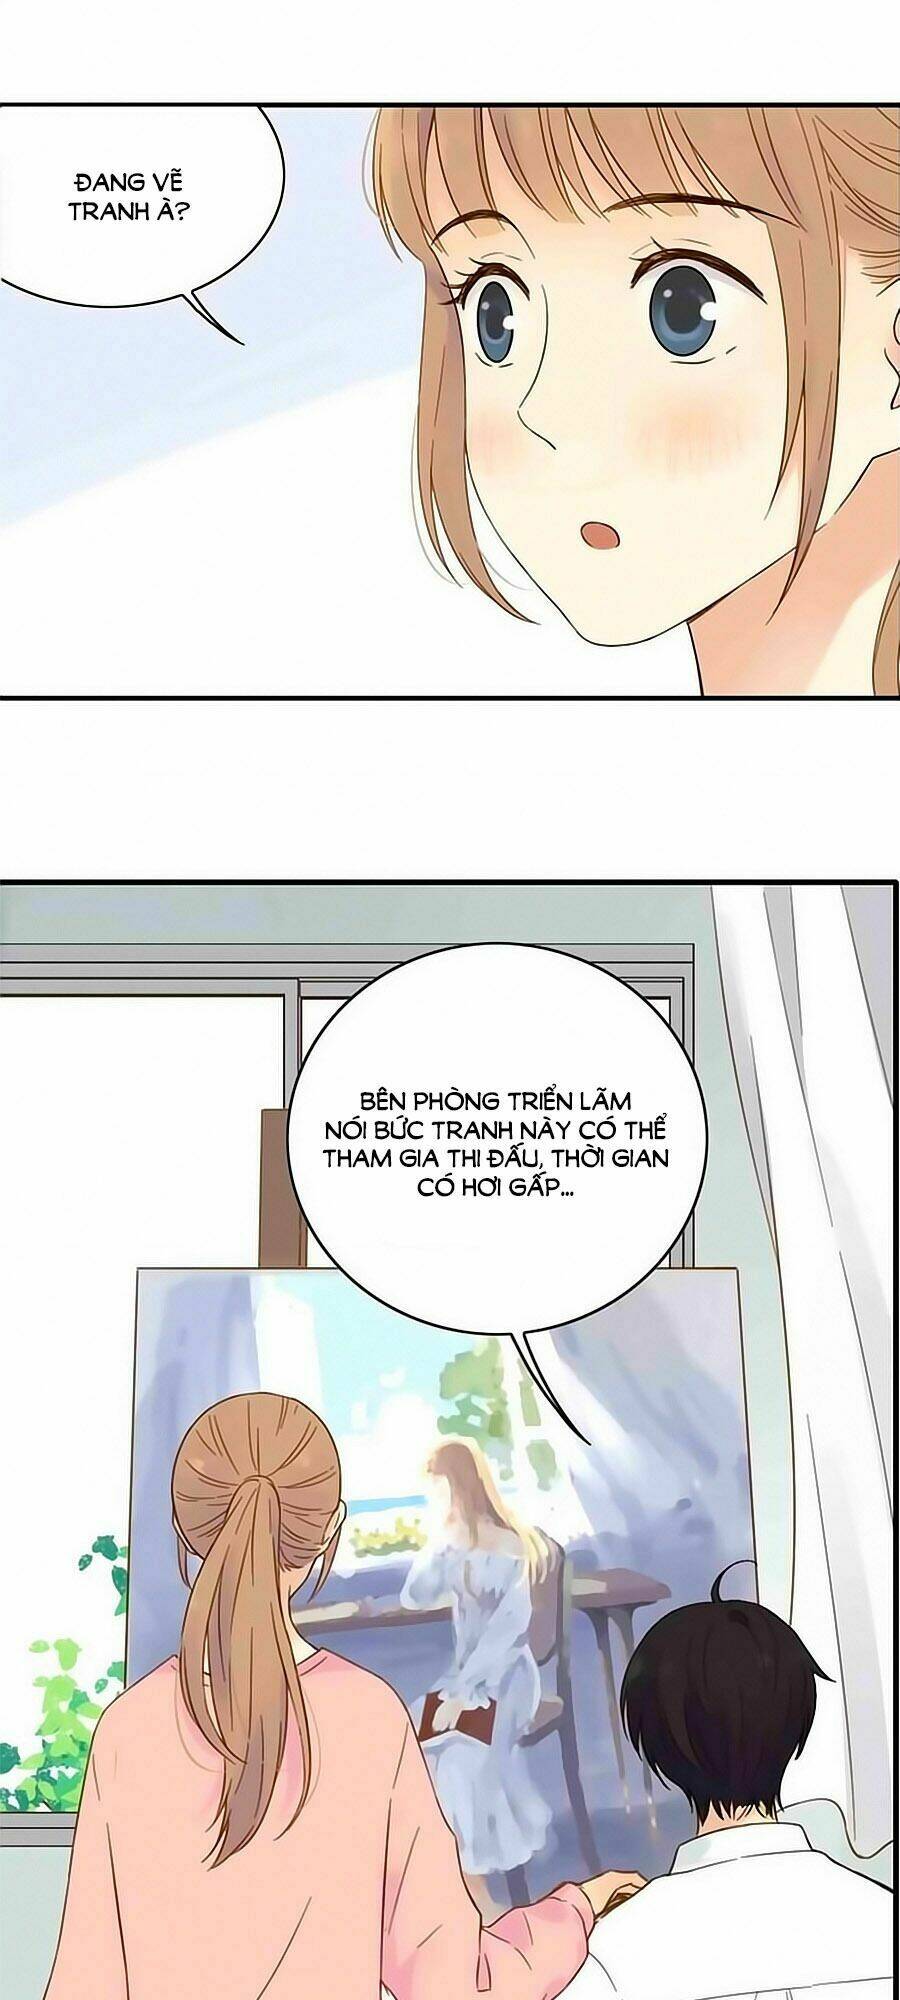 ĐANG VẼ
TRANH À?
BÊN PHÒNG TRIỂN LÃM
NÓI BỨC TRANH NÀY CÓ THỂ
THAM GIA THI ĐẤU, THỜI GIAN
CÓ HƠI GẤP...